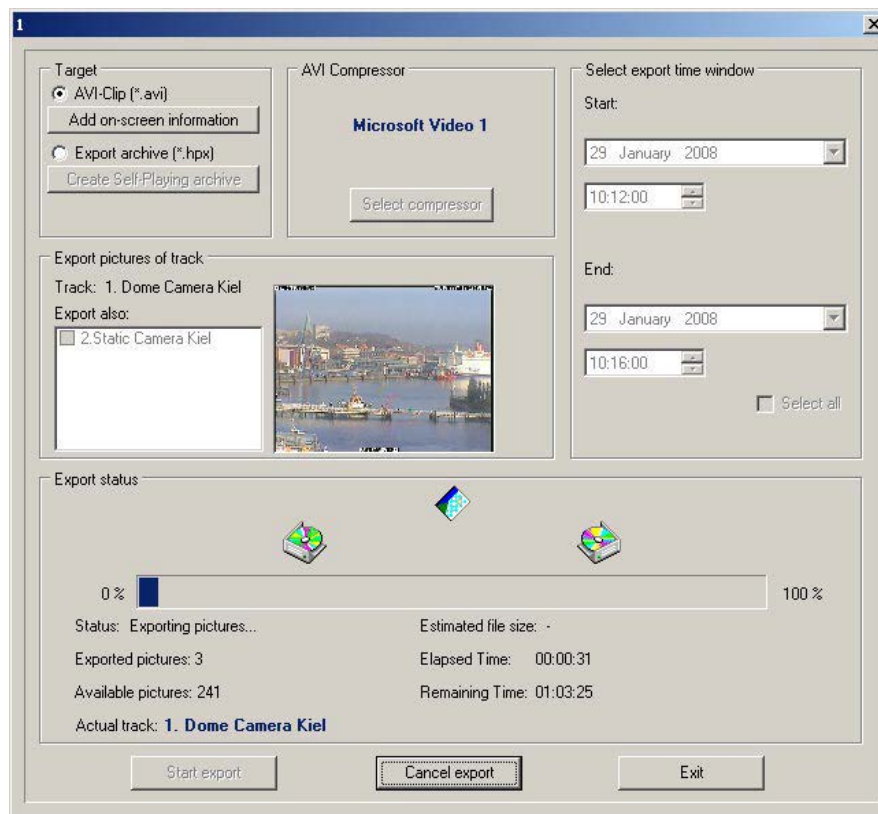 1
Target
AVI-Clip (*.avi)
Add on-screen information
Export archive (*.hpx)
Create Self-Playing archive
AVI Compressor
Microsoft Video 1
Select compressor
Select export time window
Start:
29 January 2008
10:12:00
End:
29 January 2008
10:16:00
Select all
Export pictures of track
Track: 1. Dome Camera Kiel
Export also:
2.Static Camera Kiel
Export status
0 %
100 %
Status: Exporting pictures...
Estimated file size: -
Exported pictures: 3
Elapsed Time: 00:00:31
Available pictures: 241
Remaining Time: 01:03:25
Actual track: 1. Dome Camera Kiel
Start export
Cancel export
Exit